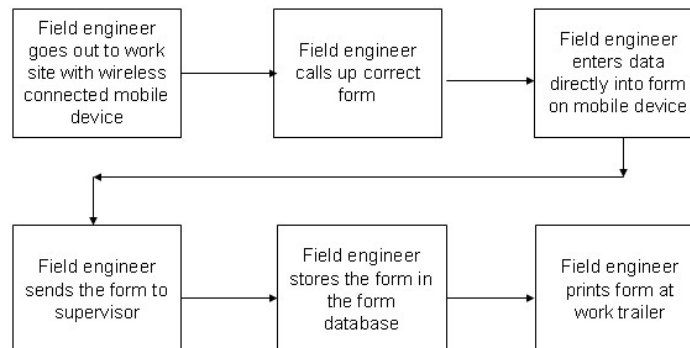 Field engineer
goes out to work
site with wireless
connected mobile
device
Field engineer
calls up correct
form
Field engineer
enters data
directly into form
on mobile device
Field engineer
sends the form to
supervisor
Field engineer
stores the form in
the form
database
Field engineer
prints form at
work trailer